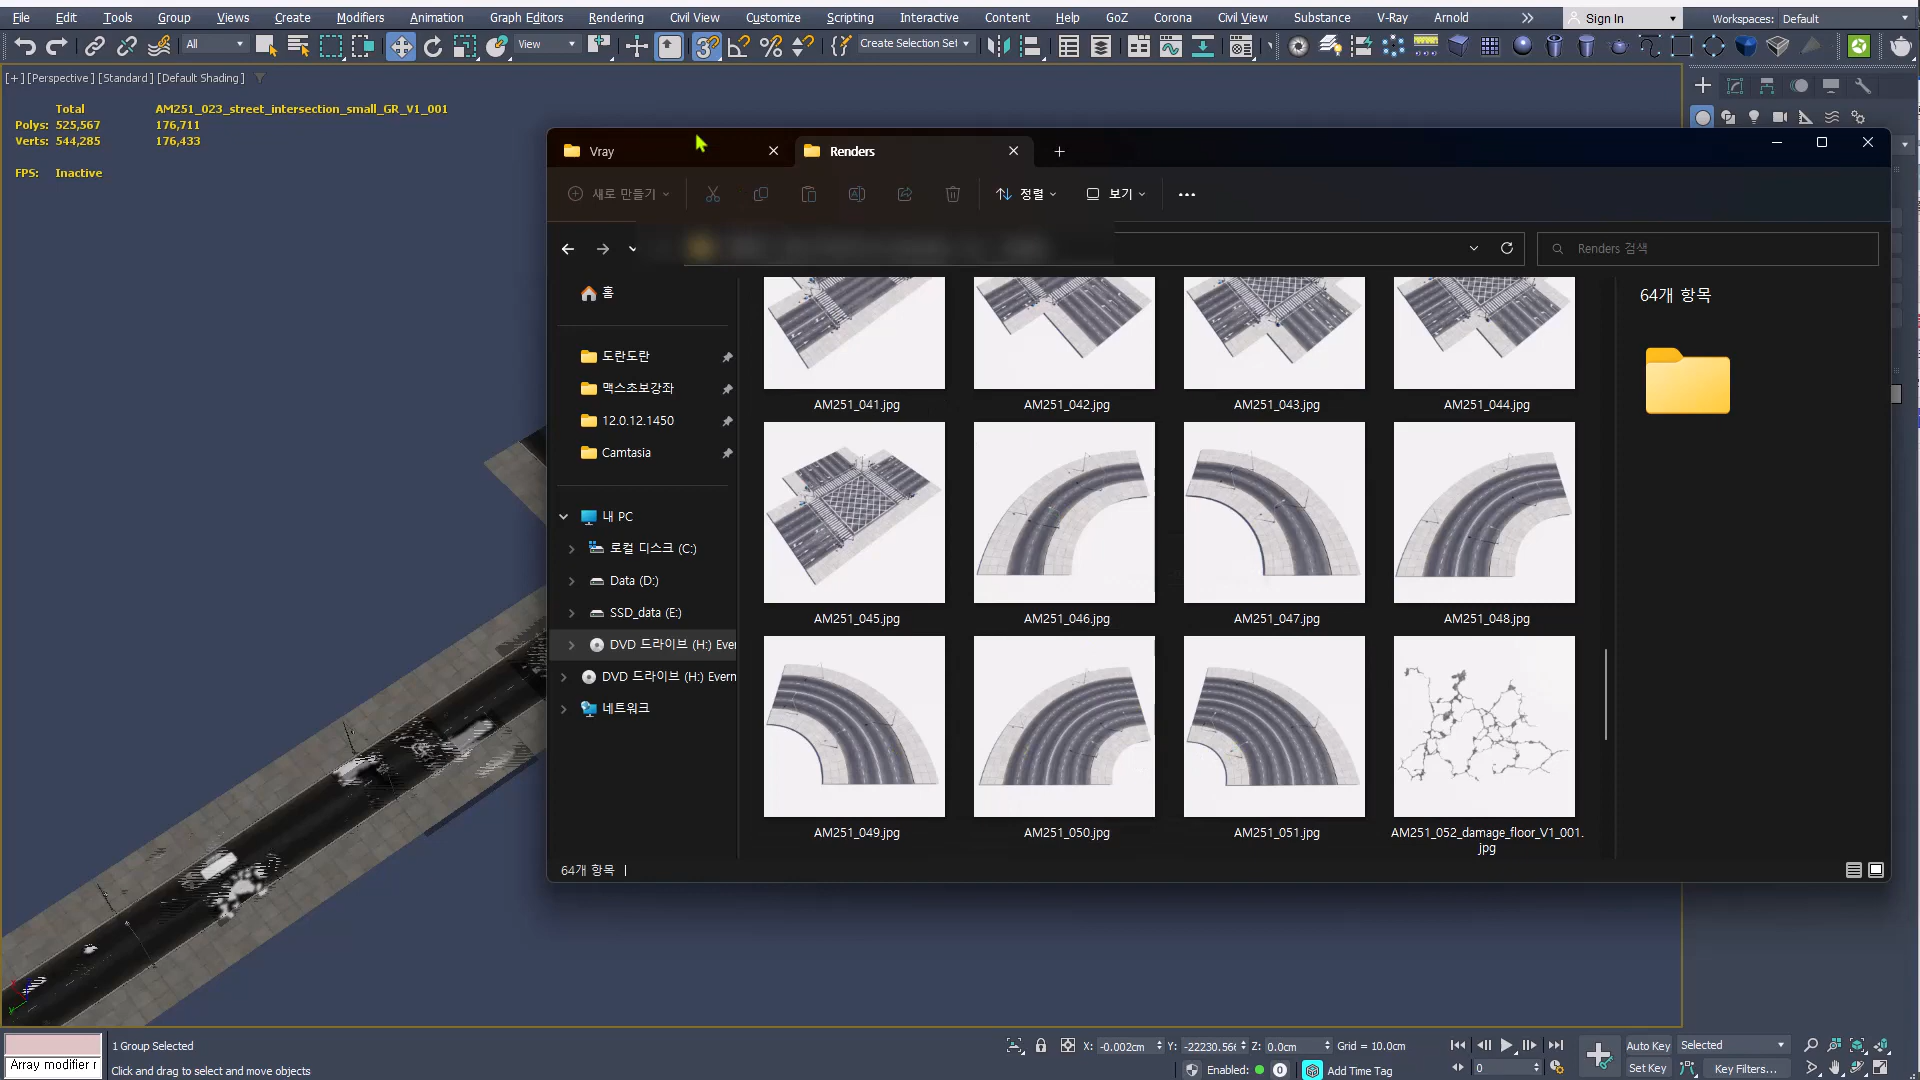 File Edit Tools Group Views Create Modifiers Animation Graph Editors Rendering Civil View Customize Scripting Interactive Content Help GoZ Corona Civil View Substance V-Ray Arnold Sign In Workspaces: Default
All View Create Selection Set
[+] [Perspective] [Standard] [Default Shading]
Total AM251_023_street_intersection_small_GR_V1_001
Polys: 525,567 176,711
Verts: 544,285 176,433
FPS: Inactive
Vray Renders
새로 만들기 정렬 보기
Renders 검색
홈
64개 항목
도란도란
맥스초보강좌
12.0.12.1450
Camtasia
내 PC
로컬 디스크 (C:)
Data (D:)
SSD_data (E:)
DVD 드라이브 (H:) Ever
DVD 드라이브 (H:) Evern
네트워크
AM251_041.jpg AM251_042.jpg AM251_043.jpg AM251_044.jpg
AM251_045.jpg AM251_046.jpg AM251_047.jpg AM251_048.jpg
AM251_049.jpg AM251_050.jpg AM251_051.jpg AM251_052_damage_floor_V1_001.
jpg
64개 항목
1 Group Selected X: -0.002cm Y: -22230.566 Z: 0.0cm Grid = 10.0cm Auto Key Selected
Array modifier r Click and drag to select and move objects Enabled: 0 Add Time Tag 0 Set Key Key Filters...